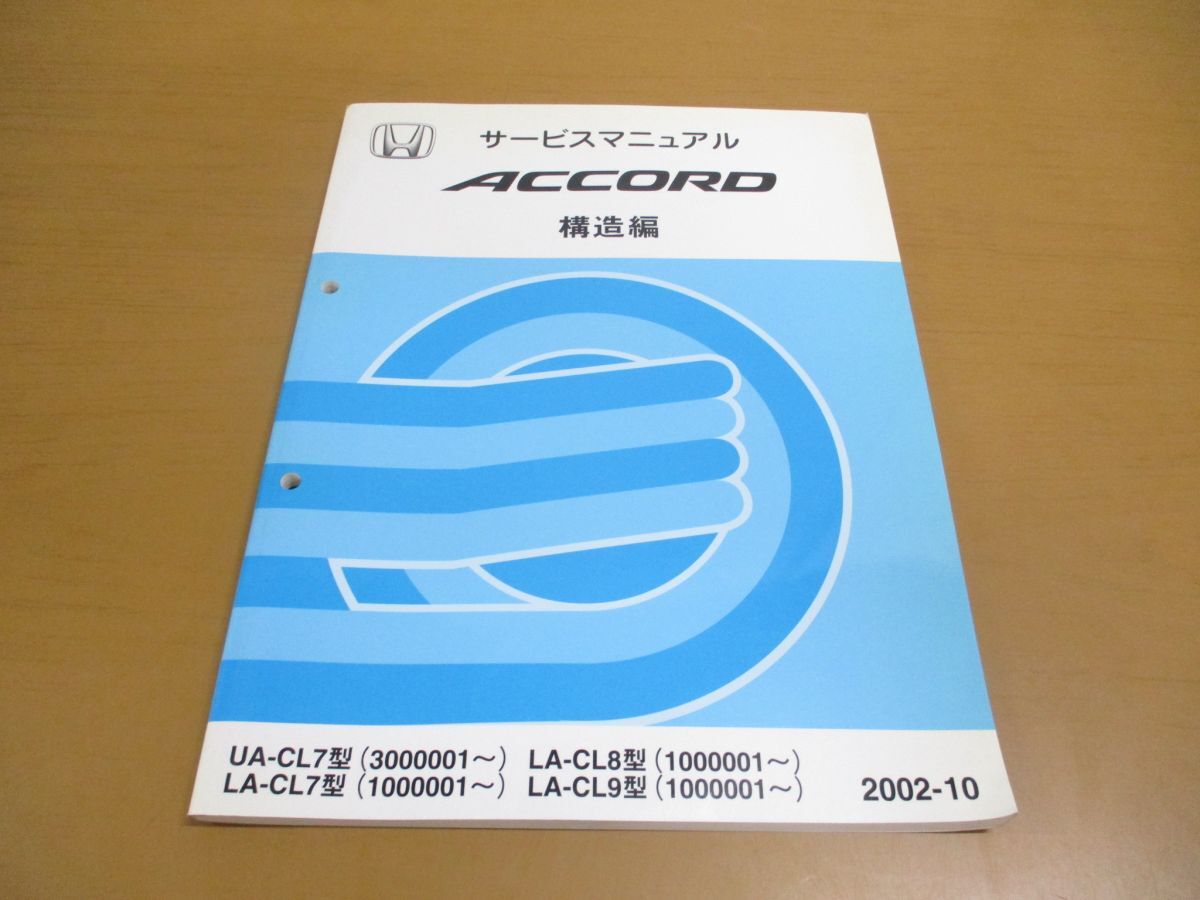 サービスマニュアル
ACCORD
構造編
UA-CL7型（3000001～） LA-CL8型（1000001～）
LA-CL7型（1000001～） LA-CL9型（1000001～） 2002-10